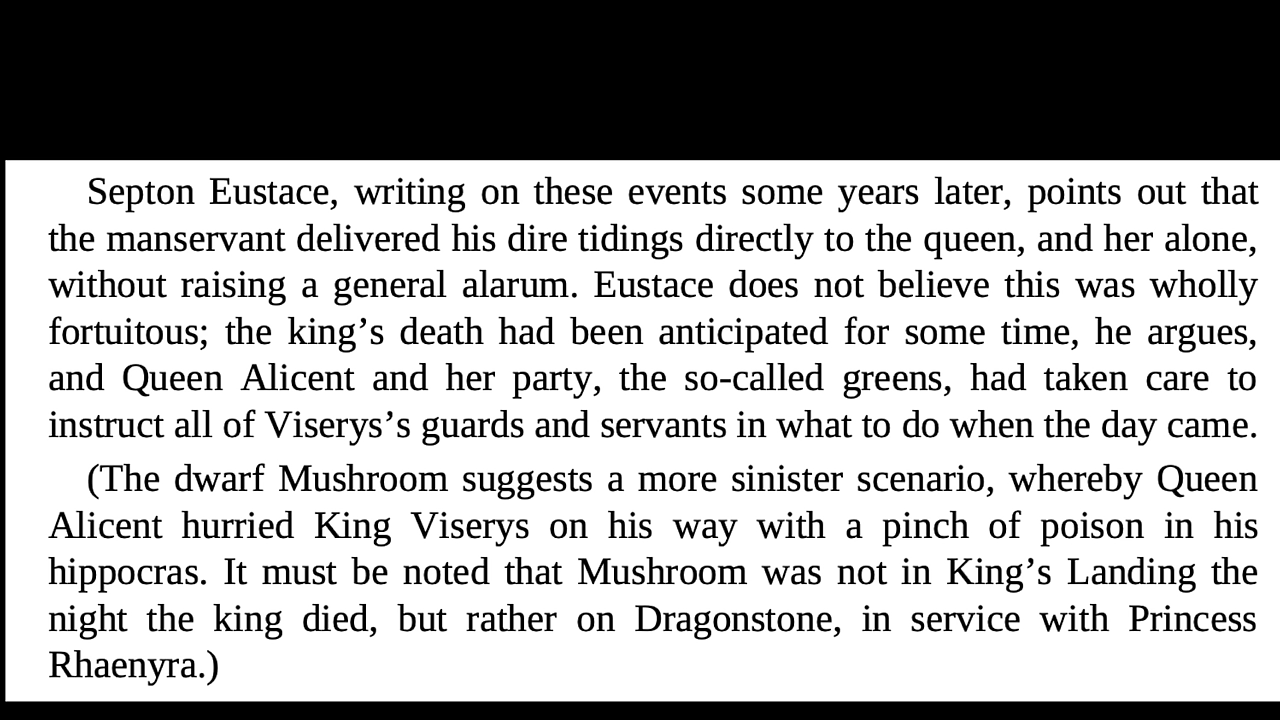 Septon Eustace, writing on these events some years later, points out that
the manservant delivered his dire tidings directly to the queen, and her alone,
without raising a general alarum. Eustace does not believe this was wholly
fortuitous; the king’s death had been anticipated for some time, he argues,
and Queen Alicent and her party, the so-called greens, had taken care to
instruct all of Viserys’s guards and servants in what to do when the day came.
(The dwarf Mushroom suggests a more sinister scenario, whereby Queen
Alicent hurried King Viserys on his way with a pinch of poison in his
hippocras. It must be noted that Mushroom was not in King’s Landing the
night the king died, but rather on Dragonstone, in service with Princess
Rhaenyra.)